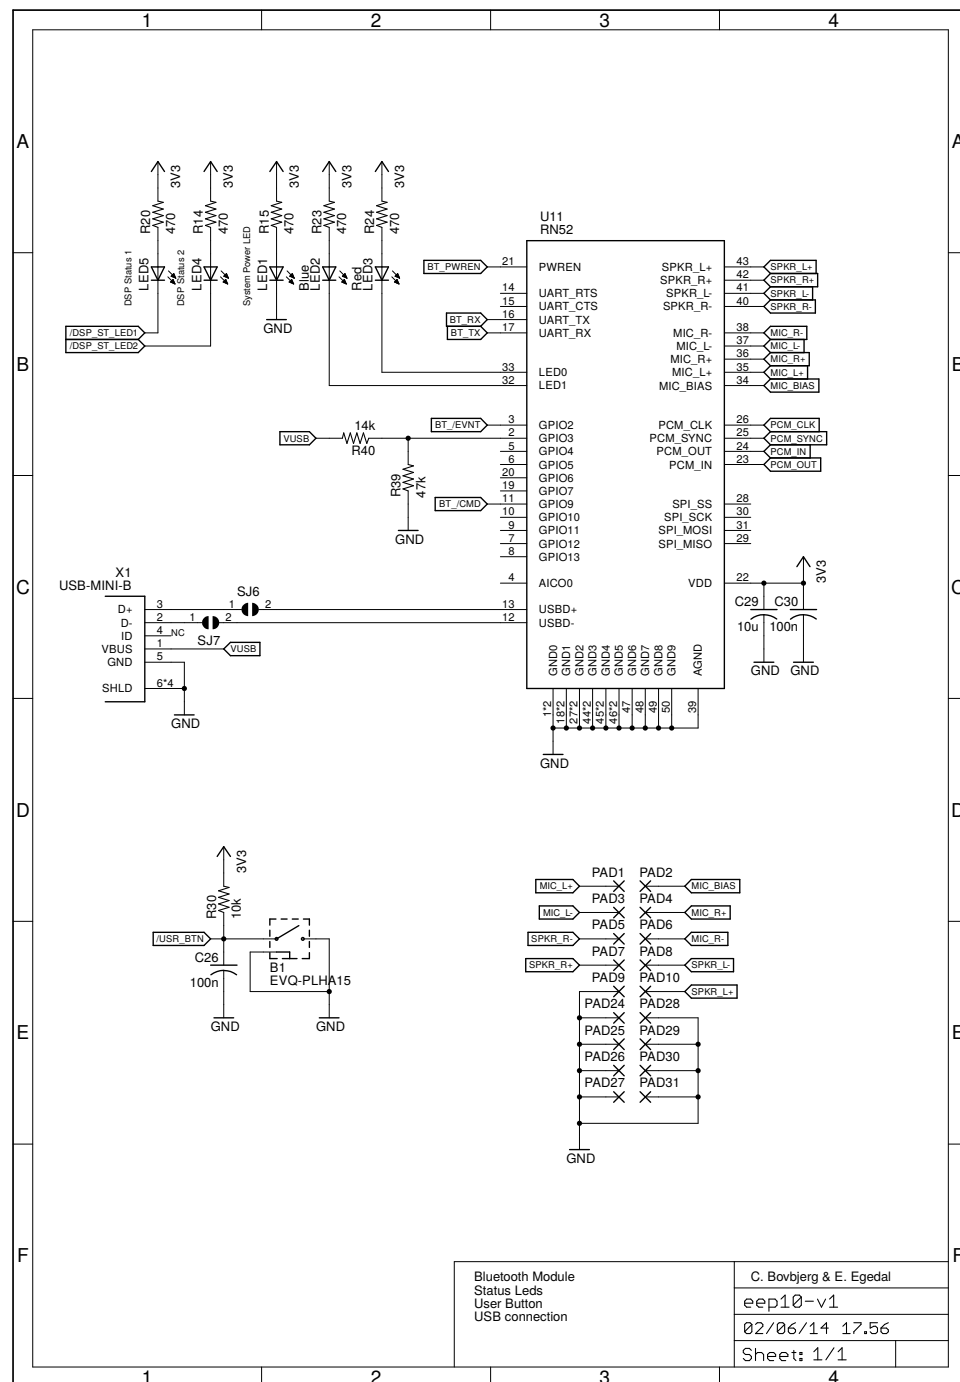 1 2 3 4
A A
3V3 3V3 3V3 3V3 3V3
R20 470 R14 470 R15 470 R23 470 R24 470
DSP Status 1 LED5 DSP Status 2 LED4 System Power LED LED1 Blue LED2 Red LED3
GND
/DSP_ST_LED1
/DSP_ST_LED2
B B
U11
RN52
BT_PWREN 21 PWREN SPKR_L+ 43 SPKR_L+
SPKR_R+ 42 SPKR_R+
14 UART_RTS SPKR_L- 41 SPKR_L-
15 UART_CTS SPKR_R- 40 SPKR_R-
BT_RX 16 UART_TX
BT_TX 17 UART_RX MIC_R- 38 MIC_R-
MIC_L- 37 MIC_L-
MIC_R+ 36 MIC_R+
33 LED0 MIC_L+ 35 MIC_L+
32 LED1 MIC_BIAS 34 MIC_BIAS
BT_/EVNT 3 GPIO2 PCM_CLK 26 PCM_CLK
VUSB 14k R40 2 GPIO3 PCM_SYNC 25 PCM_SYNC
5 GPIO4 PCM_OUT 24 PCM_IN
6 GPIO5 PCM_IN 23 PCM_OUT
R39 47k
20 GPIO6
19 GPIO7
BT_/CMD 11 GPIO9 SPI_SS 28
10 GPIO10 SPI_SCK 30
9 GPIO11 SPI_MOSI 31
7 GPIO12 SPI_MISO 29
8 GPIO13
GND
4 AICO0 VDD 22 3V3
13 USBD+
12 USBD-
C29 10u C30 100n
GND GND
C C
X1
USB-MINI-B
D+ 3 1 SJ6 2
D- 2 1 SJ7 2
ID 4 NC
VBUS 1 VUSB
GND 5
SHLD 6*4
GND
GND0 GND1 GND2 GND3 GND4 GND5 GND6 GND7 GND8 GND9 AGND
1*2 18*2 27*2 44*2 45*2 46*2 47 48 49 50 39
GND
D D
3V3
R30 10k
/USR_BTN
C26
100n
B1
EVQ-PLHA15
GND GND
MIC_L+ PAD1 PAD2 MIC_BIAS
MIC_L- PAD3 PAD4 MIC_R+
SPKR_R- PAD5 PAD6 MIC_R-
SPKR_R+ PAD7 PAD8 SPKR_L-
PAD9 PAD10 SPKR_L+
PAD24 PAD28
PAD25 PAD29
PAD26 PAD30
PAD27 PAD31
GND
E E
F F
Bluetooth Module
Status Leds
User Button
USB connection
C. Bovbjerg & E. Egedal
eep10-v1
02/06/14 17.56
Sheet: 1/1
1 2 3 4